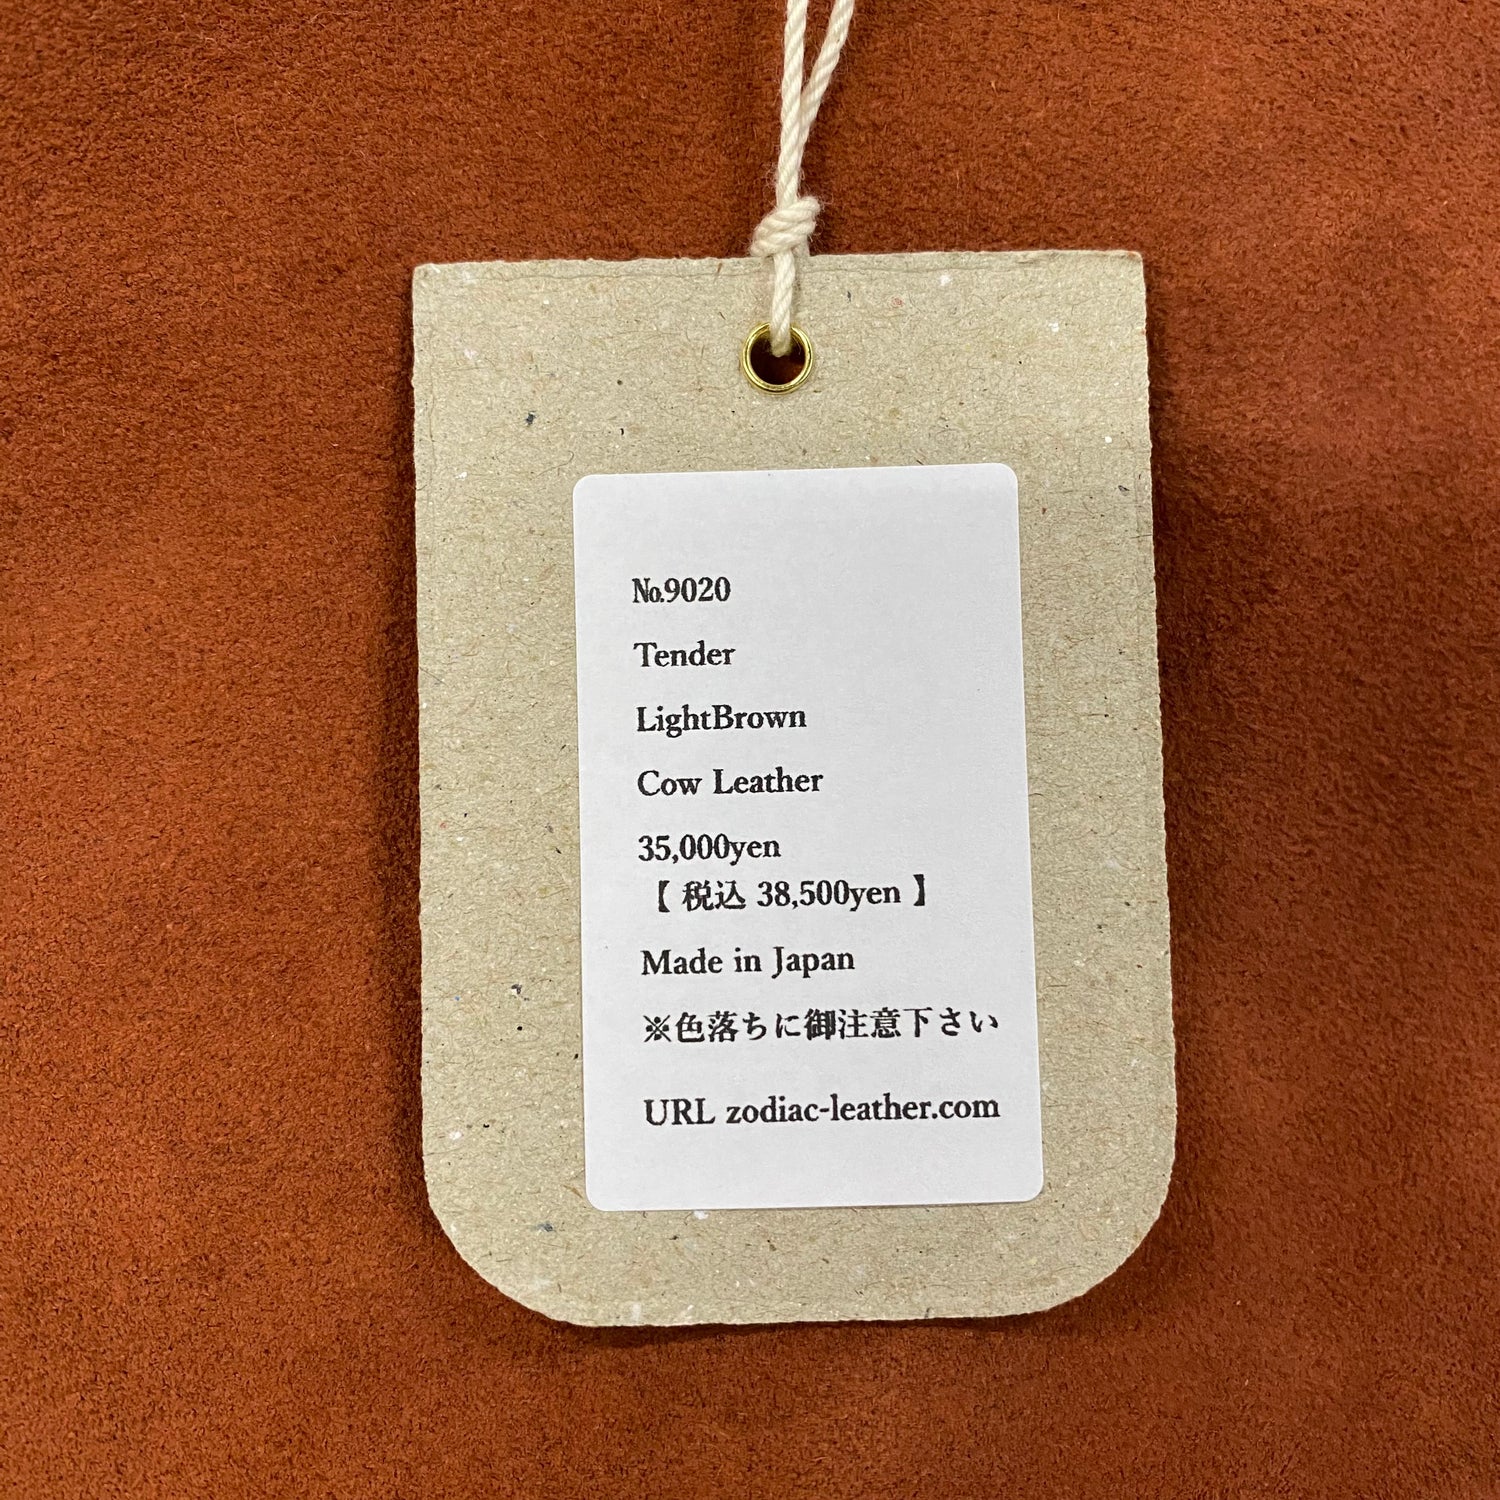 №9020
Tender
LightBrown
Cow Leather
35,000yen
【 税込 38,500yen 】
Made in Japan
※色落ちに御注意下さい
URL zodiac-leather.com